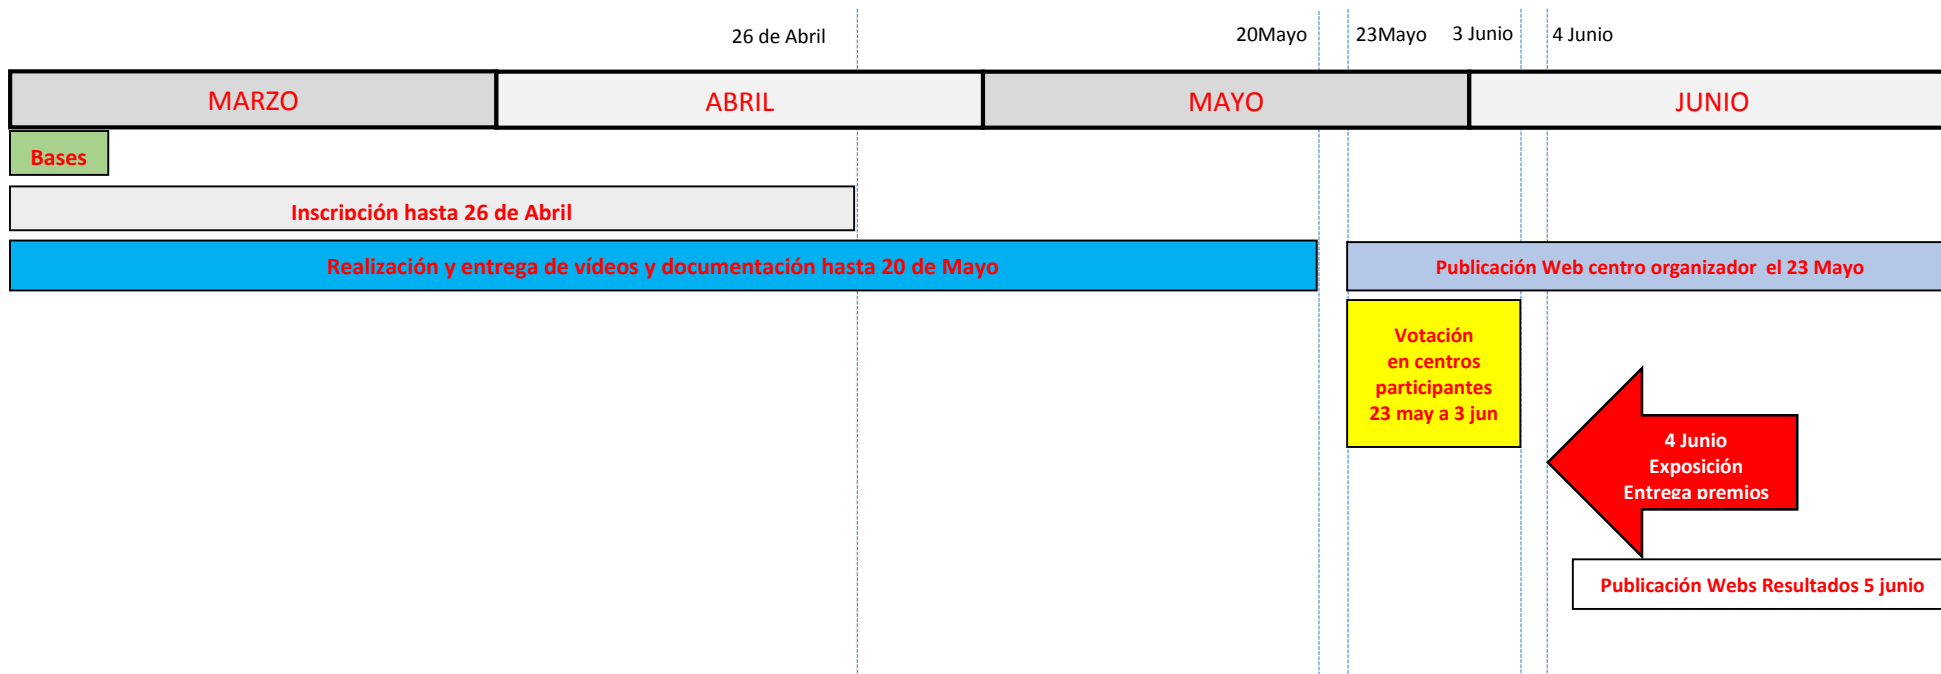 26 de Abril
20Mayo
23Mayo
3 Junio
4 Junio
MARZO
ABRIL
MAYO
JUNIO
Bases
Inscripción hasta 26 de Abril
Realización y entrega de vídeos y documentación hasta 20 de Mayo
Publicación Web centro organizador el 23 Mayo
Votación
en centros
participantes
23 may a 3 jun
4 Junio
Exposición
Entrega premios
Publicación Webs Resultados 5 junio